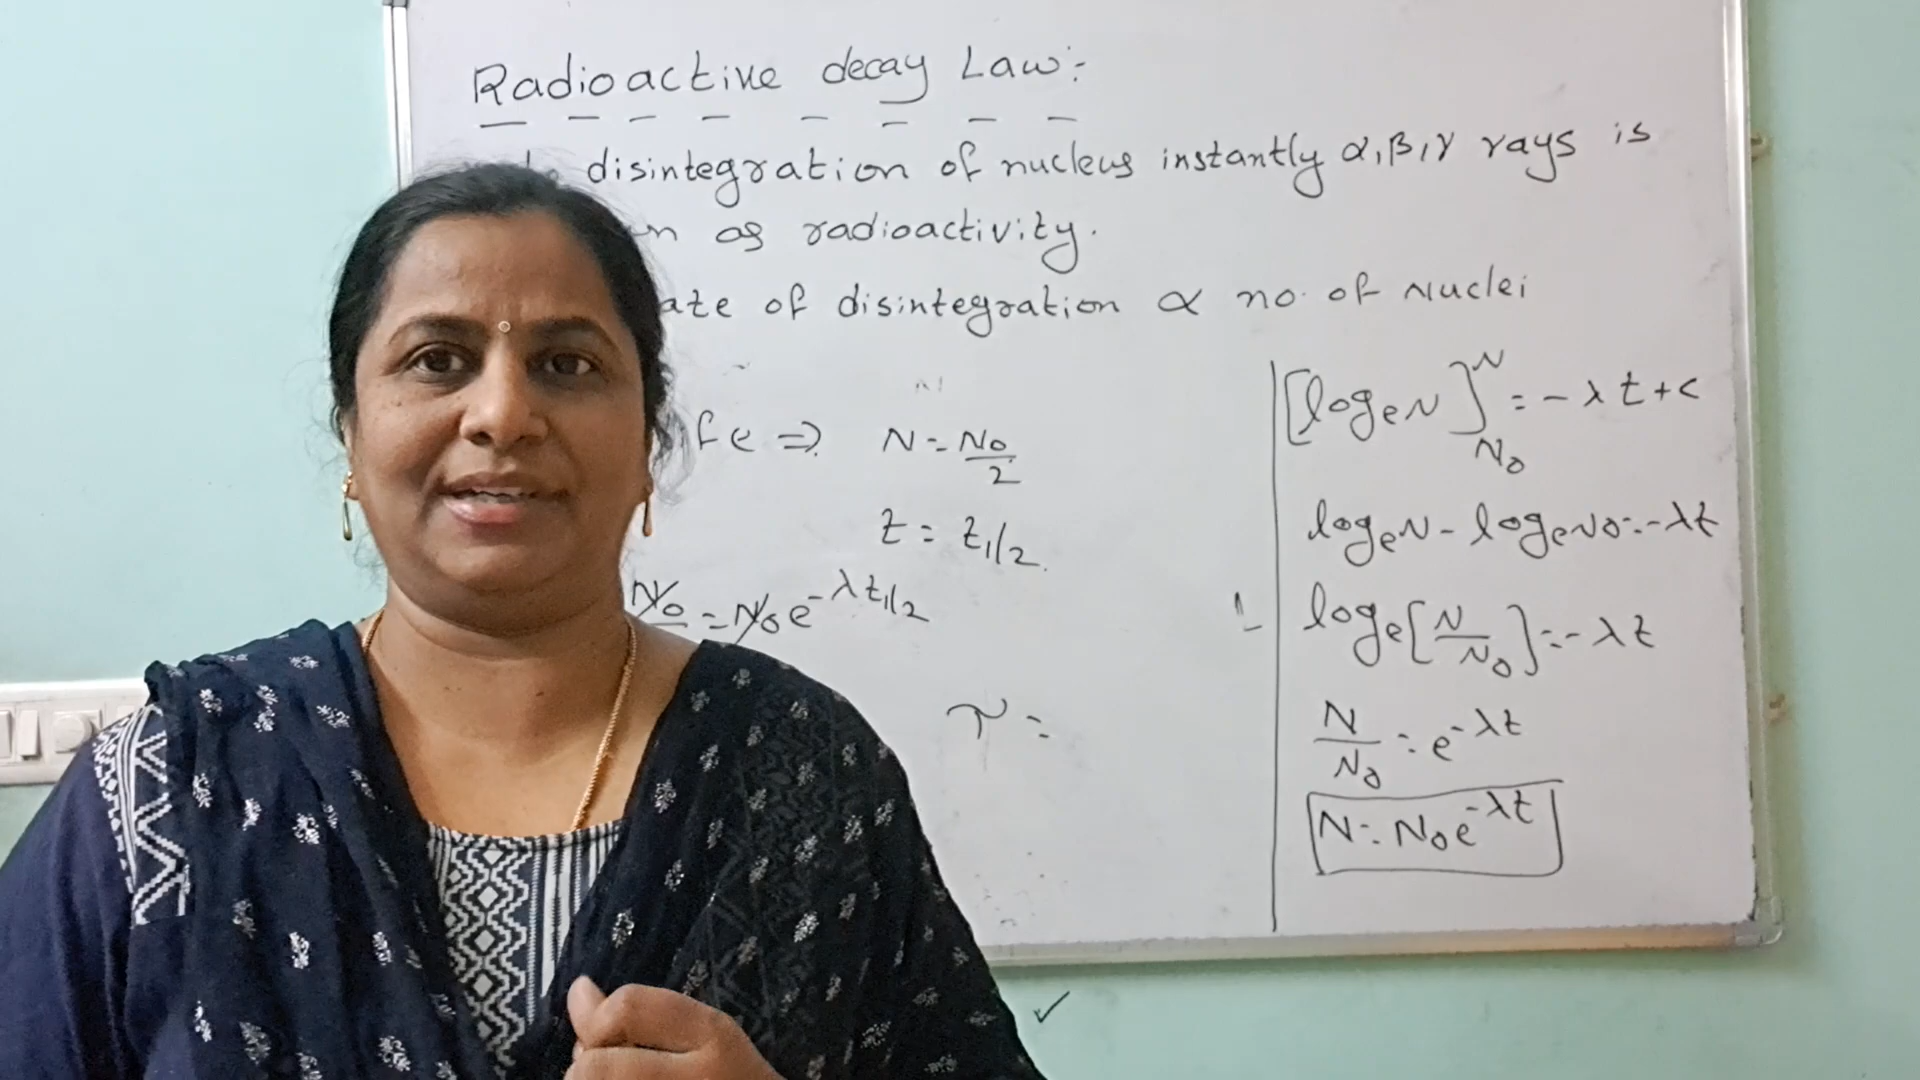 Radioactive decay Law:-
disintegration of nucleus instantly α,β,γ rays is
as radioactivity.
ate of disintegration ∝ no. of Nuclei
fe ⇒ N = N₀/2
t = t₁/₂.
N₀ = N₀e^-λt₁/₂
τ =
[logₑN]^N_N₀ = -λt+c
logₑN - logₑN₀ = -λt
logₑ[N/N₀] = -λt
N/N₀ = e^-λt
N = N₀e^-λt